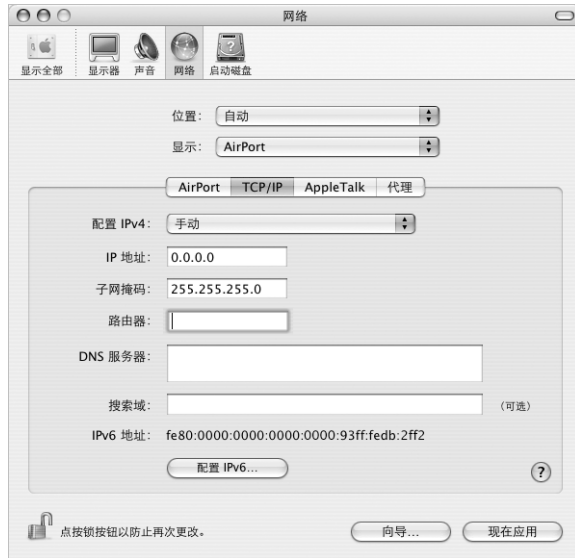 网络
显示全部 显示器 声音 网络 启动磁盘
位置: 自动
显示: AirPort
AirPort TCP/IP AppleTalk 代理
配置 IPv4: 手动
IP 地址: 0.0.0.0
子网掩码: 255.255.255.0
路由器:
DNS 服务器:
搜索域: (可选)
IPv6 地址: fe80:0000:0000:0000:0000:93ff:fedb:2ff2
配置 IPv6...
?
点按锁按钮以防止再次更改。 向导... 现在应用